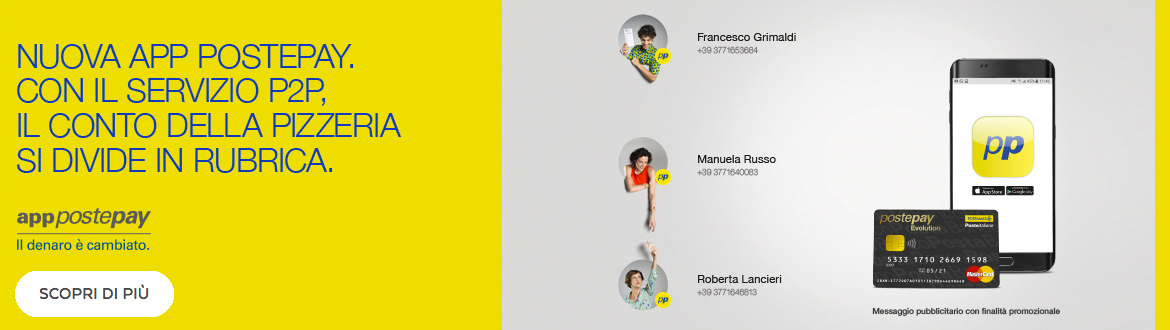 NUOVA APP POSTEPAY.
CON IL SERVIZIO P2P,
IL CONTO DELLA PIZZERIA
SI DIVIDE IN RUBRICA.
app postepay
Il denaro è cambiato.
SCOPRI DI PIÙ
Francesco Grimaldi
+39 3771653684
pp
Manuela Russo
+39 3771640083
pp
Roberta Lancieri
+39 3771646813
pp
11:45
pp
App Store
Google play
postepay
Evolution
POSTAMAT
Posteitaliane
5333 1710 2669 1598
05/21
MasterCard
Messaggio pubblicitario con finalità promozionale